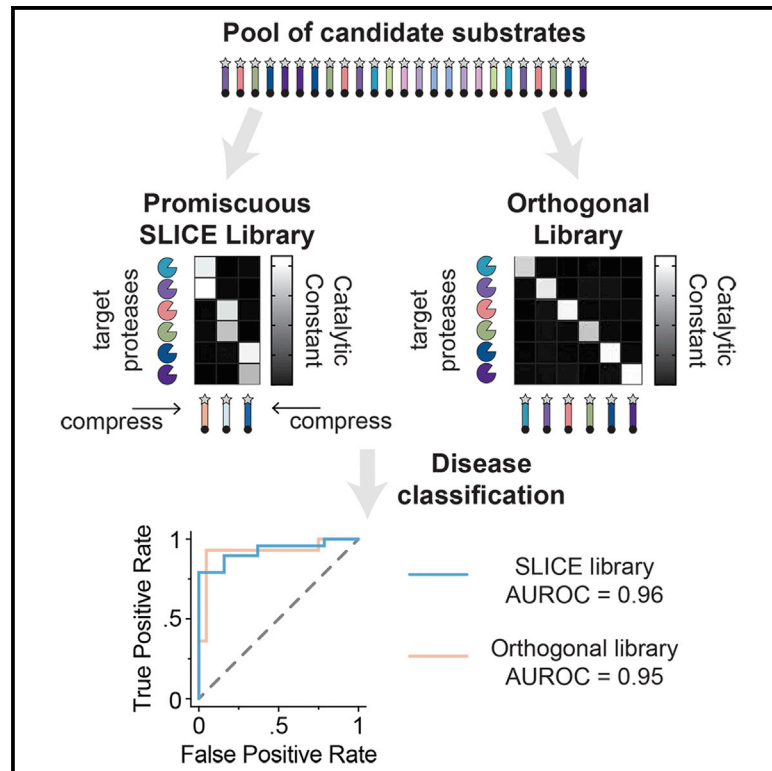 Pool of candidate substrates
Promiscuous
SLICE Library
target
proteases
Catalytic
Constant
compress
compress
Orthogonal
Library
target
proteases
Catalytic
Constant
Disease
classification
True Positive Rate
1
.5
0
0
.5
1
False Positive Rate
SLICE library
AUROC = 0.96
Orthogonal library
AUROC = 0.95